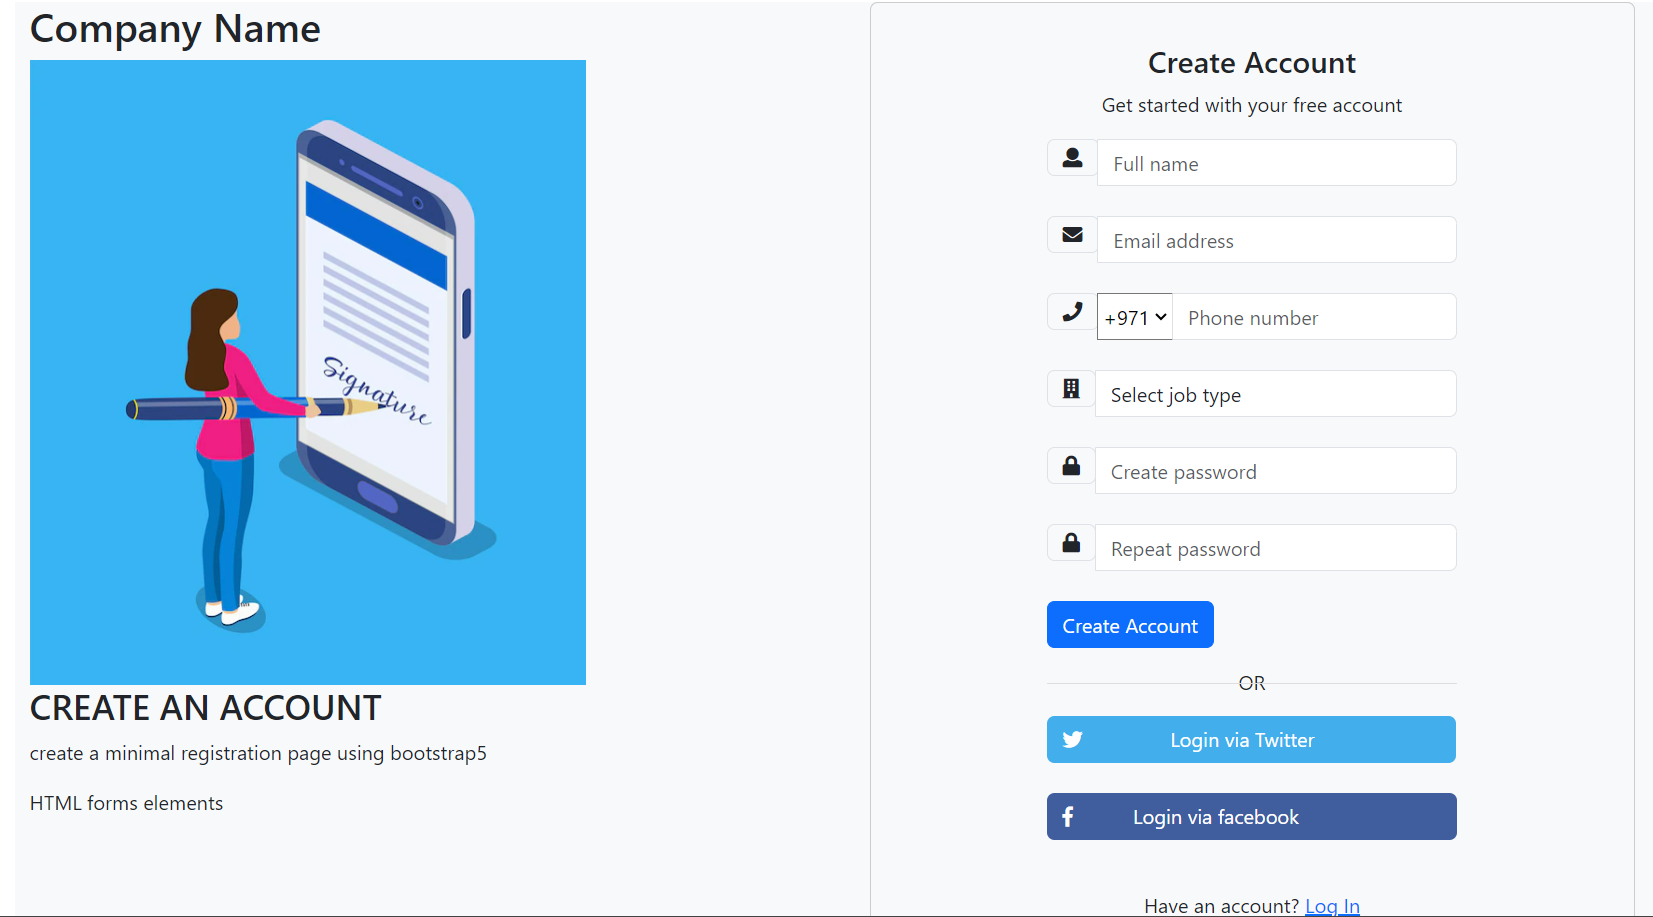 Company Name
Signature
CREATE AN ACCOUNT
create a minimal registration page using bootstrap5
HTML forms elements
Create Account
Get started with your free account
Full name
Email address
+971 Phone number
Select job type
Create password
Repeat password
Create Account
OR
Login via Twitter
Login via facebook
Have an account? Log In